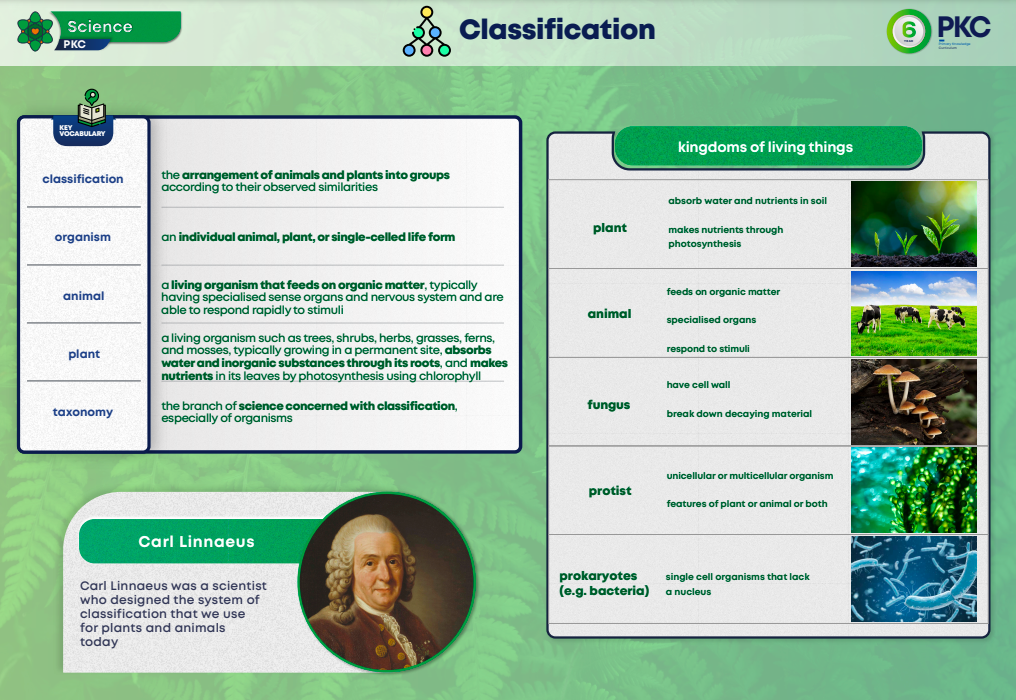 Science
PKC
Classification
6
YEAR
PKC
Primary Knowledge
Curriculum
KEY
VOCABULARY
classification
the arrangement of animals and plants into groups
according to their observed similarities
organism
an individual animal, plant, or single-celled life form
animal
a living organism that feeds on organic matter, typically
having specialised sense organs and nervous system and are
able to respond rapidly to stimuli
plant
a living organism such as trees, shrubs, herbs, grasses, ferns,
and mosses, typically growing in a permanent site, absorbs
water and inorganic substances through its roots, and makes
nutrients in its leaves by photosynthesis using chlorophyll
taxonomy
the branch of science concerned with classification,
especially of organisms
Carl Linnaeus
Carl Linnaeus was a scientist
who designed the system of
classification that we use
for plants and animals
today
kingdoms of living things
plant
absorb water and nutrients in soil
makes nutrients through
photosynthesis
animal
feeds on organic matter
specialised organs
respond to stimuli
fungus
have cell wall
break down decaying material
protist
unicellular or multicellular organism
features of plant or animal or both
prokaryotes
(e.g. bacteria)
single cell organisms that lack
a nucleus